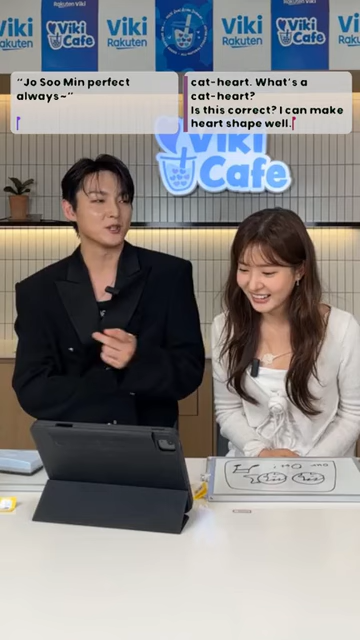 Rakuten Viki
Viki
Rakuten
Viki
Cafe
Viki
Rakuten
Viki
Cafe
Viki
Rakuten
"Jo Soo Min perfect
always~"
cat-heart. What's a
cat-heart?
Is this correct? I can make
heart shape well.
Viki
Cafe